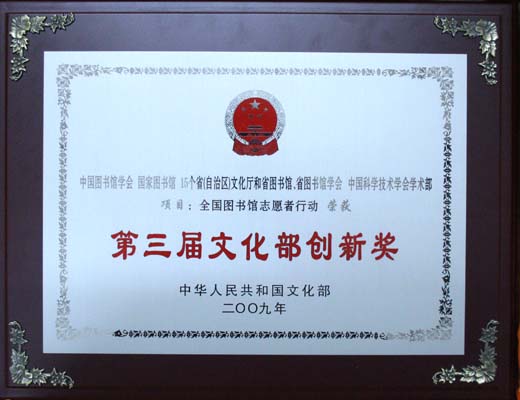 中国图书馆学会 国家图书馆 15个省(自治区)文化厅和省图书馆、省图书馆学会 中国科学技术学会学术部
项目：全国图书馆志愿者行动 荣获
第三届文化部创新奖
中华人民共和国文化部
二〇〇九年